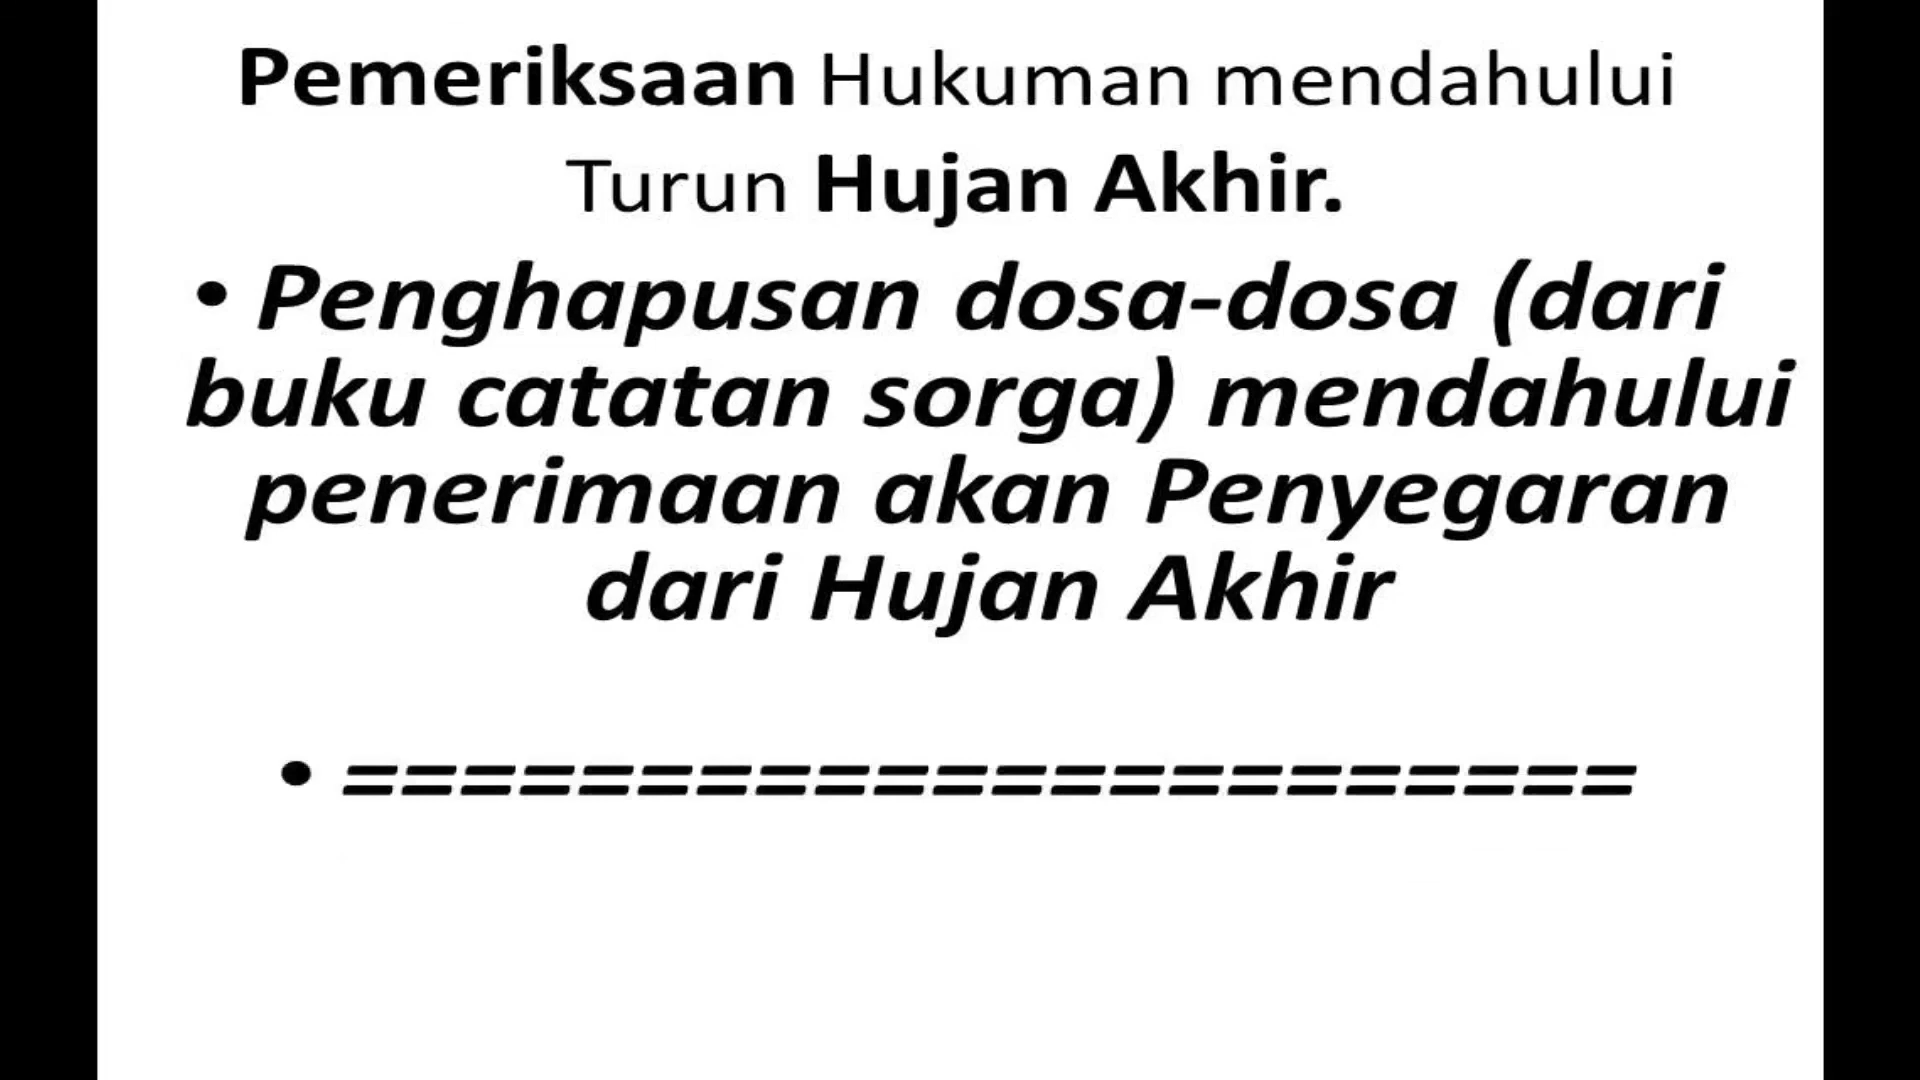 Pemeriksaan Hukuman mendahului
Turun Hujan Akhir.
• Penghapusan dosa-dosa (dari
buku catatan sorga) mendahului
penerimaan akan Penyegaran
dari Hujan Akhir
• ======================